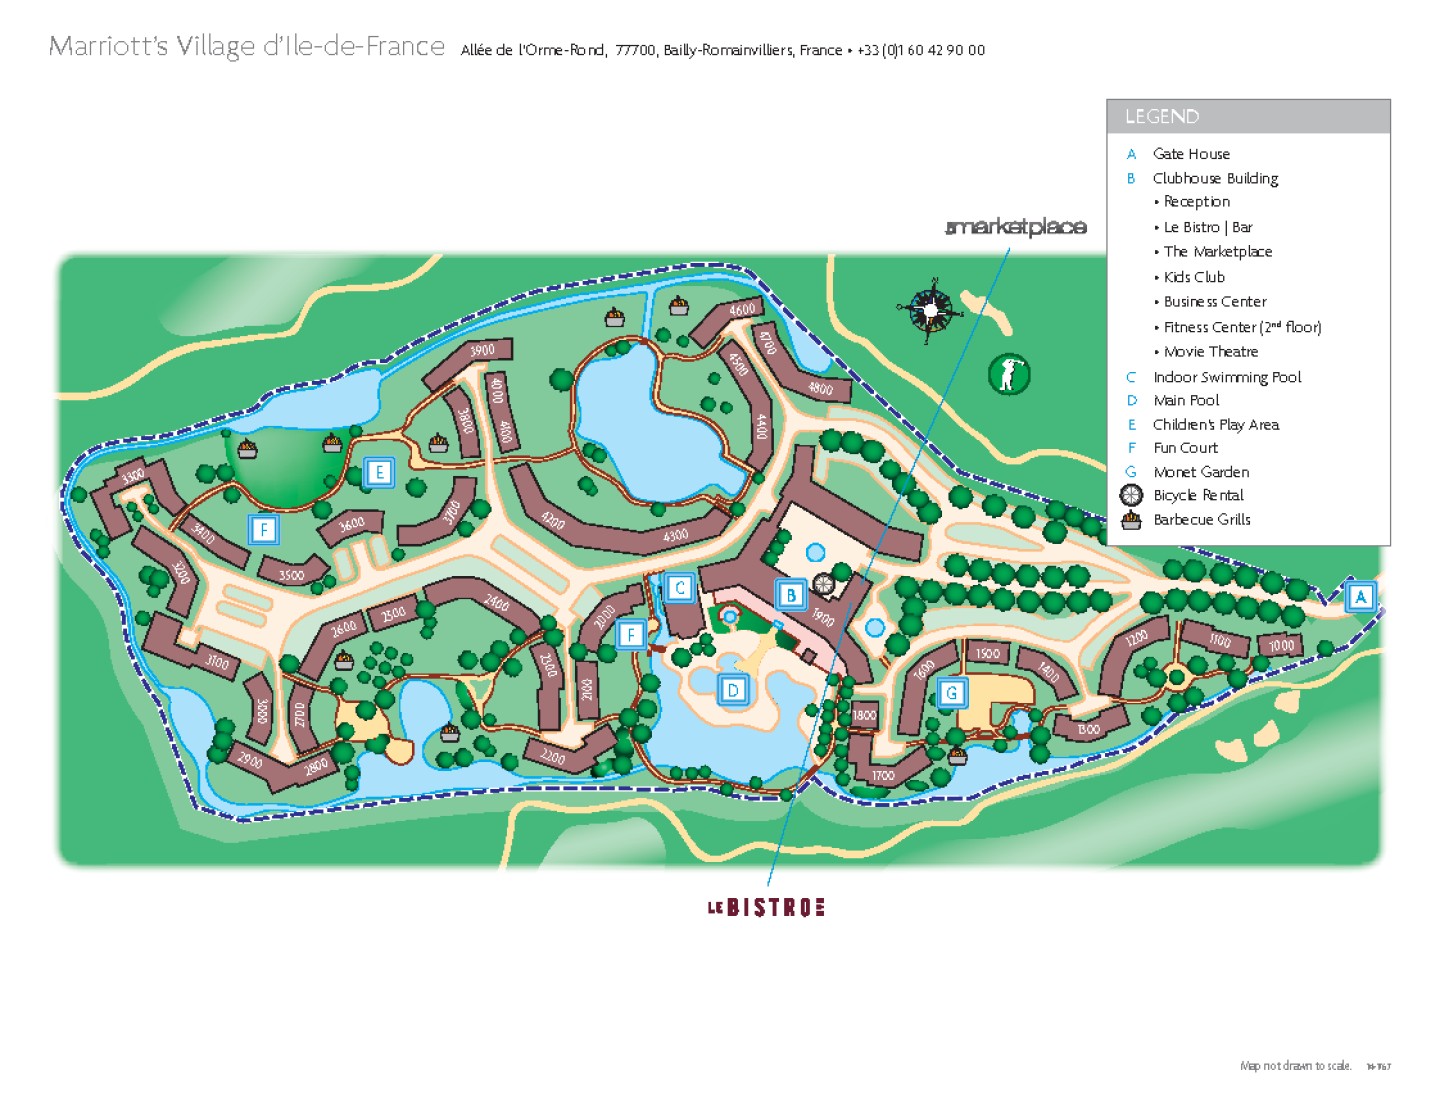 Marriott's Village d'Ile-de-France Allée de l'Orme-Rond, 77700, Bailly-Romainvilliers, France • +33 (0)1 60 42 90 00
LEGEND
A Gate House
B Clubhouse Building
• Reception
• Le Bistro | Bar
• The Marketplace
• Kids Club
• Business Center
• Fitness Center (2nd floor)
• Movie Theatre
C Indoor Swimming Pool
D Main Pool
E Children's Play Area
F Fun Court
G Monet Garden
Bicycle Rental
Barbecue Grills
marketplace
N
4600
4700
3900
4500
4800
4000
3800
4100
4400
E
3300
3700
4200
F
3600
3400
4300
3200
3500
C
B
A
2400
2000
1900
2500
2600
F
1200
1100
1000
3100
2300
1500
1600
1400
2100
D
G
3000
2700
1800
1300
2900
2800
2200
1700
LE BISTRO
Map not drawn to scale.